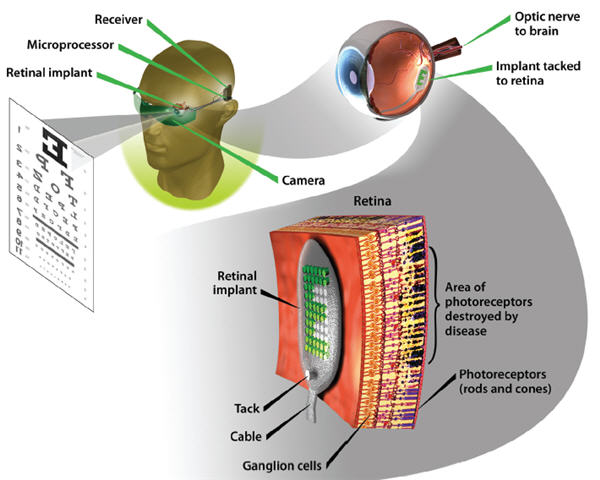 Receiver
Microprocessor
Retinal implant
Camera
Optic nerve
to brain
Implant tacked
to retina
Retina
Retinal
implant
Area of
photoreceptors
destroyed by
disease
Photoreceptors
(rods and cones)
Tack
Cable
Ganglion cells